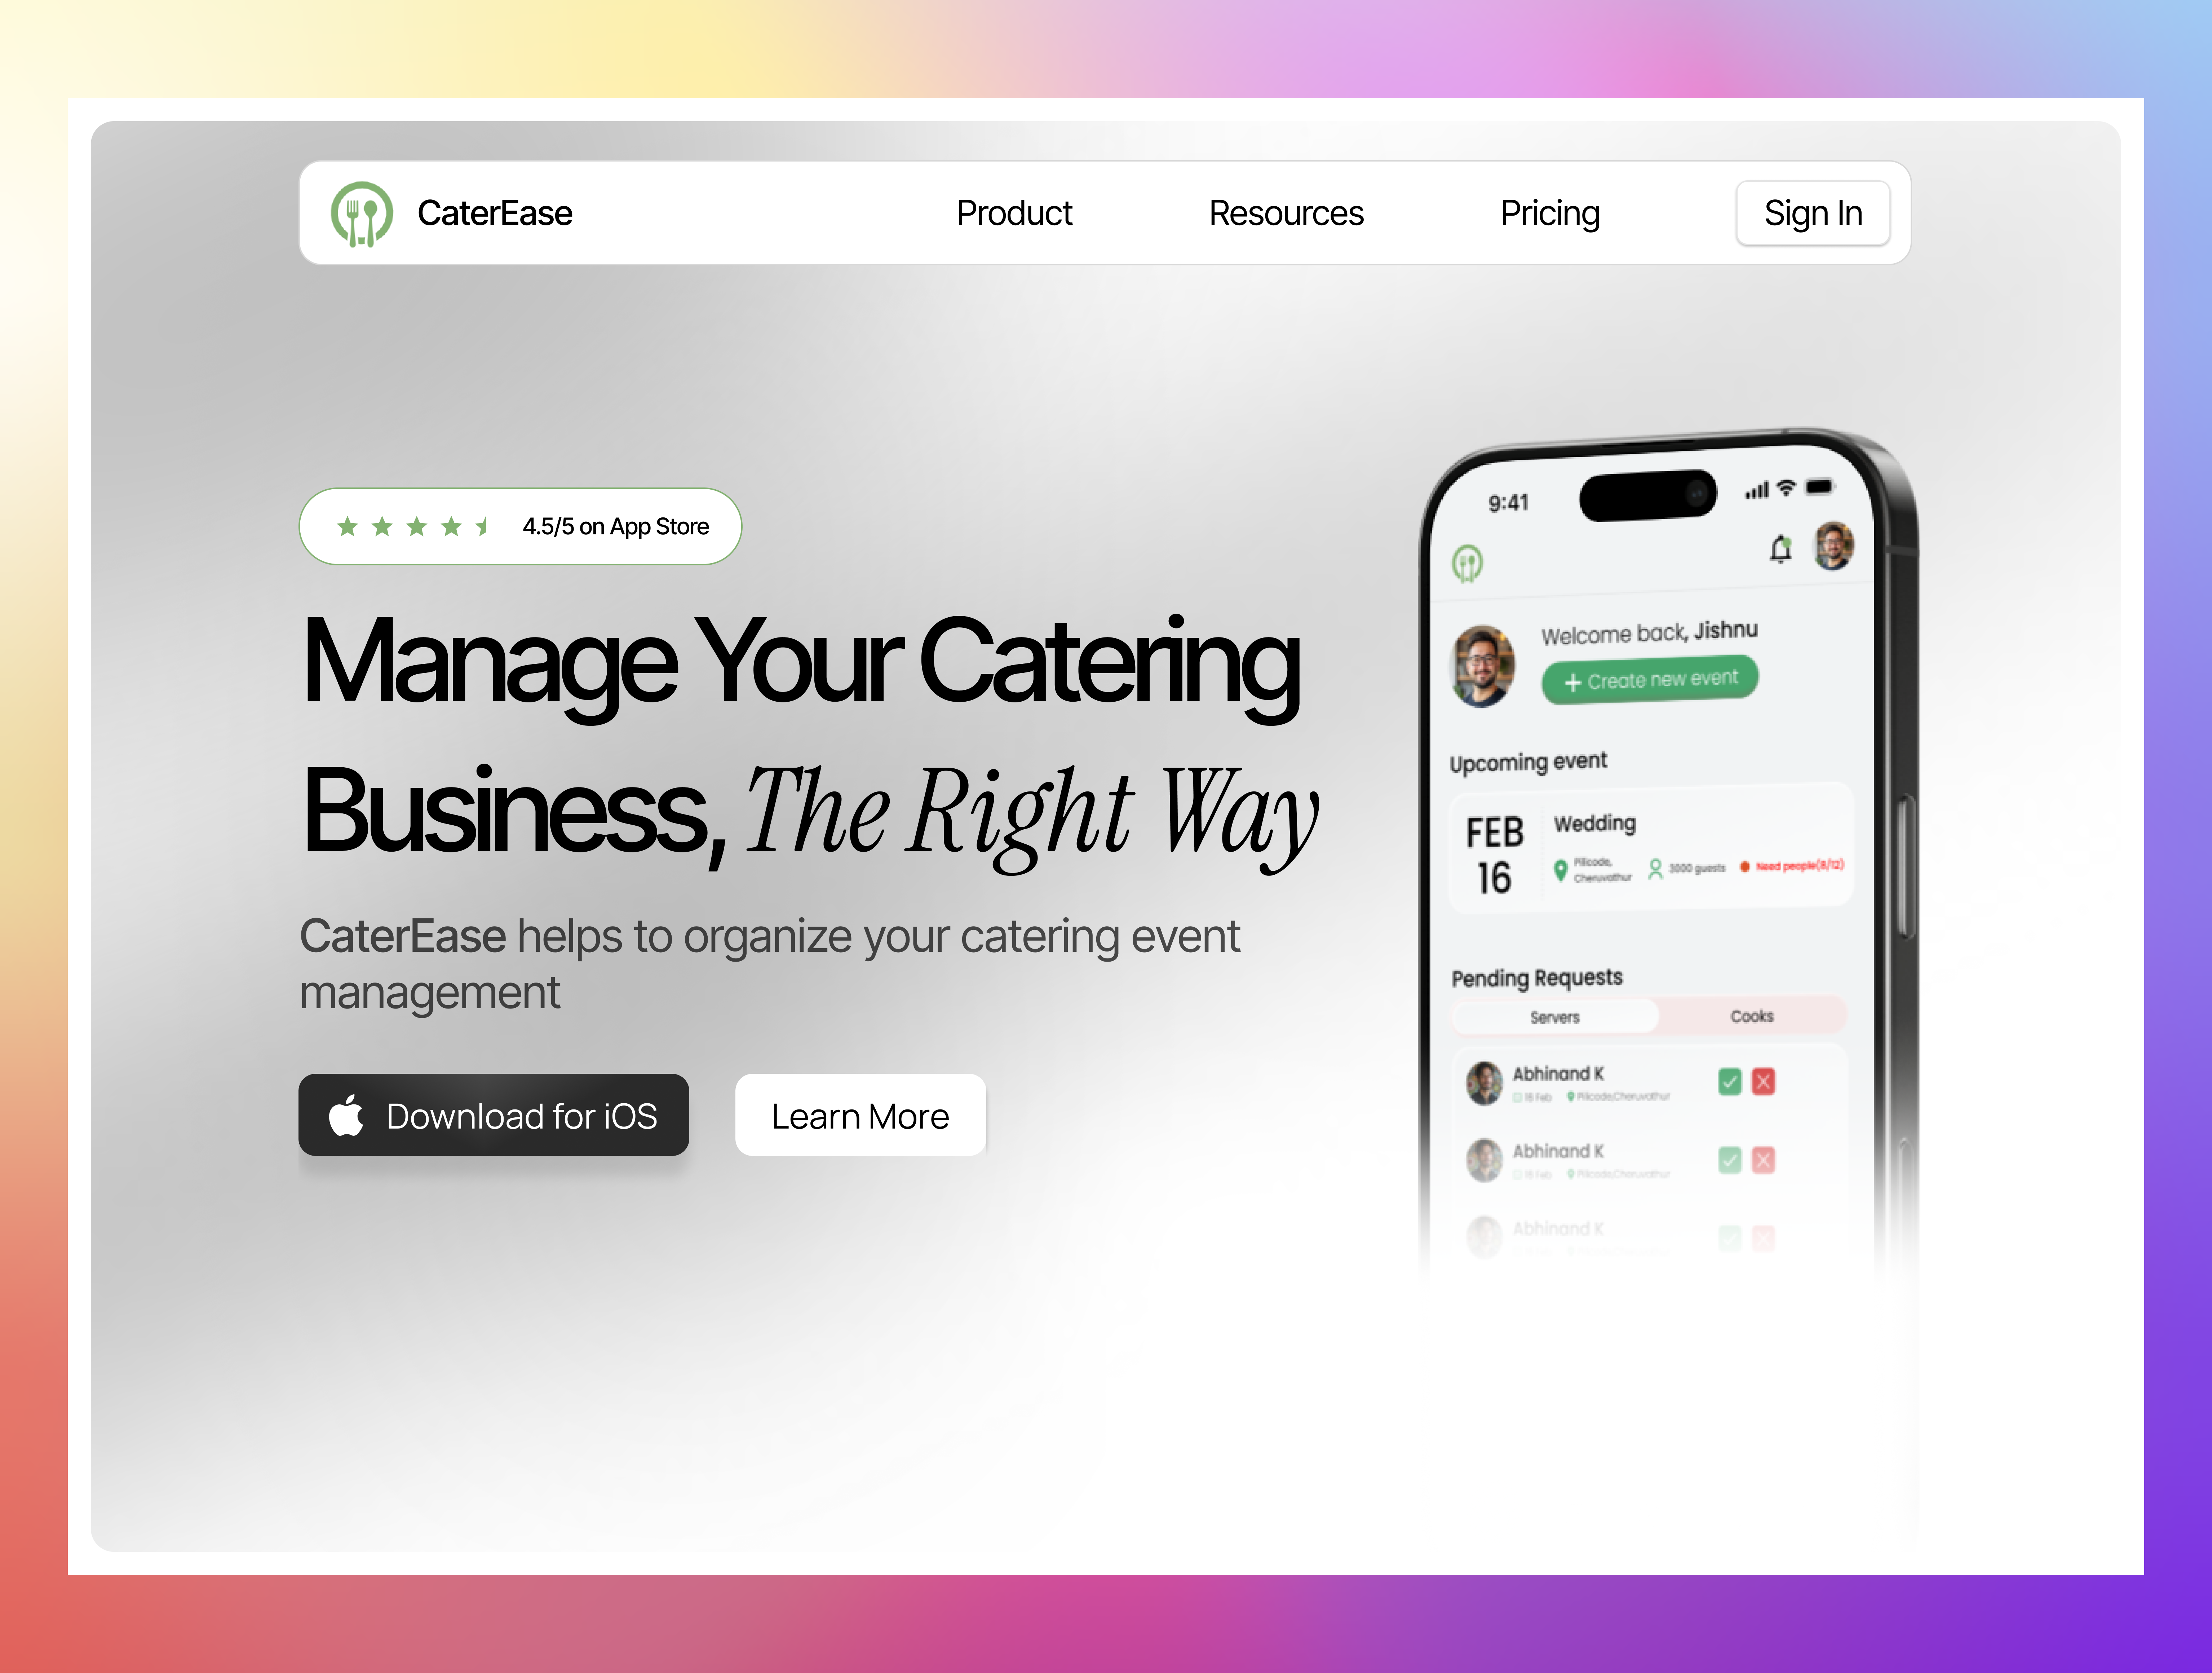 CaterEase
Product
Resources
Pricing
Sign In
4.5/5 on App Store
Manage Your Catering
Business, The Right Way
CaterEase helps to organize your catering event
management
Download for iOS
Learn More
9:41
Welcome back, Jishnu
+ Create new event
Upcoming event
FEB
16
Wedding
Pilicode,
Cheruvathur
3000 guests
Need people(8/12)
Pending Requests
Servers
Cooks
Abhinand K
16 Feb
Pilicode,Cheruvathur
Abhinand K
16 Feb
Pilicode,Cheruvathur
Abhinand K